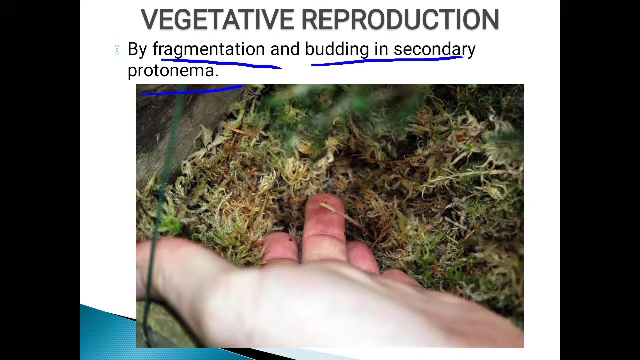 VEGETATIVE REPRODUCTION
By fragmentation and budding in secondary
protonema.